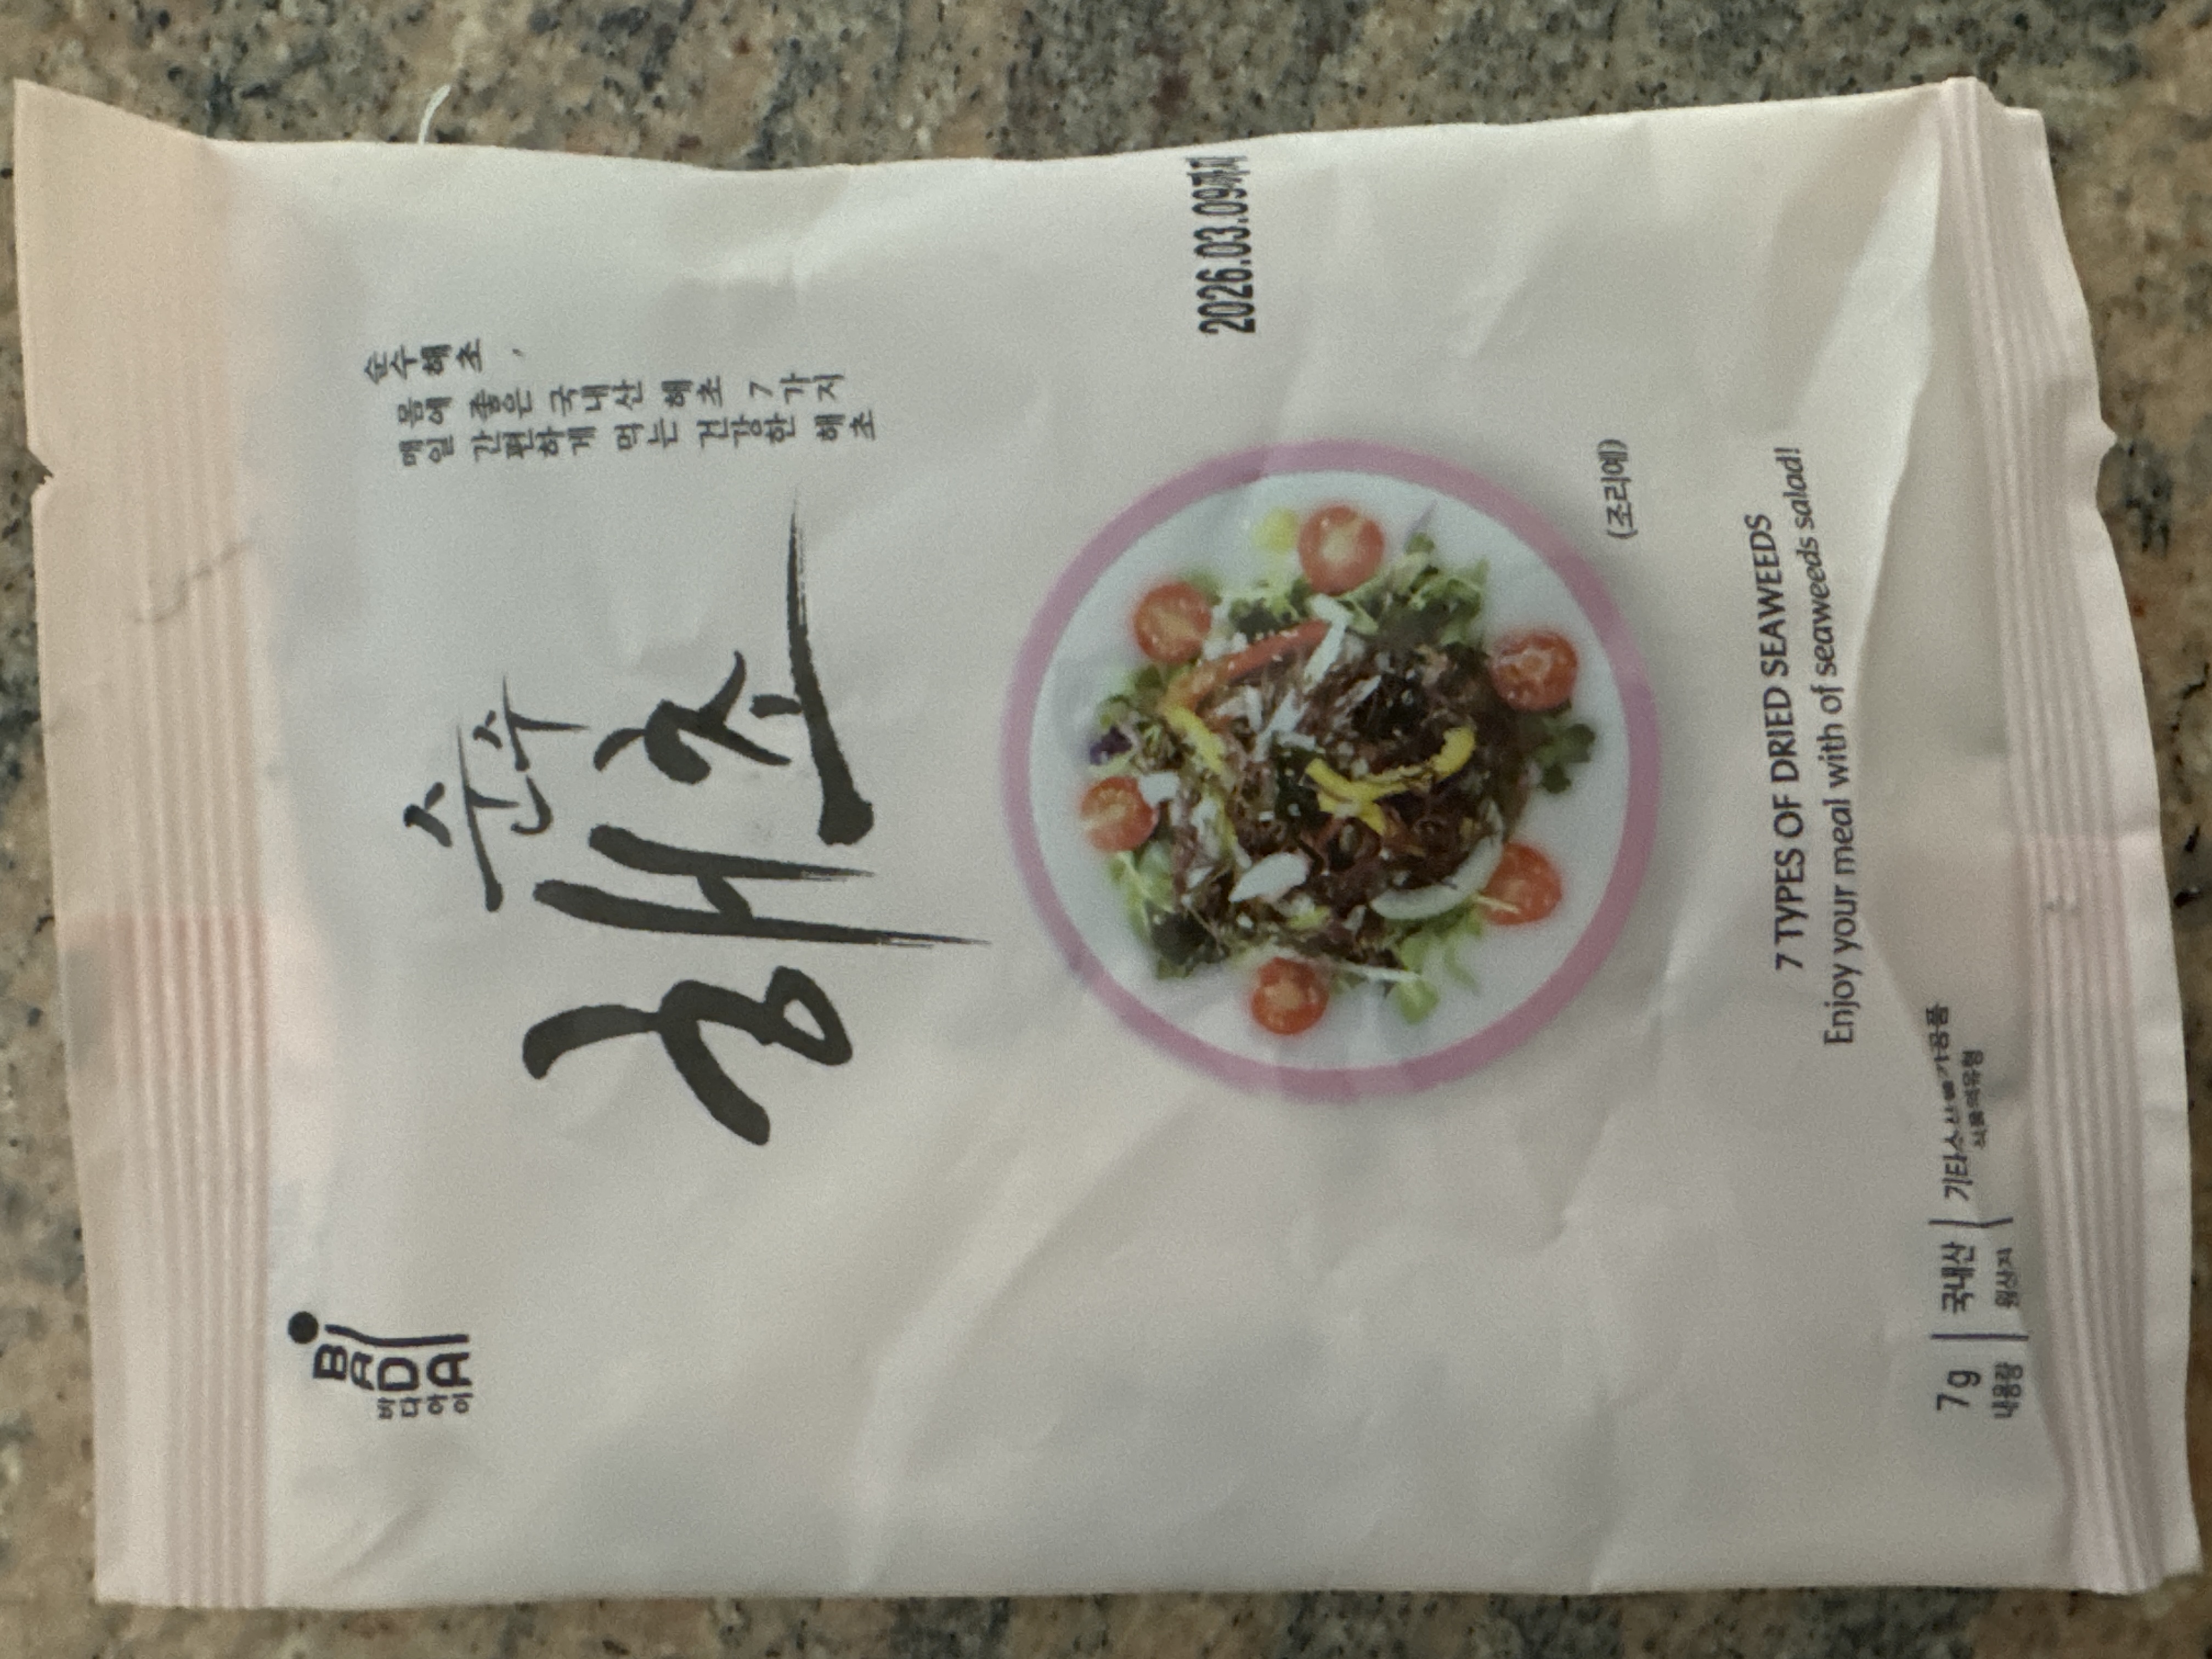 BADA i
바다아이
순수해초,
몸에 좋은 국내산 해초 7가지
매일 간편하게 먹는 건강한 해초
순수
해초
2026.03.09까지
(조리예)
7 TYPES OF DRIED SEAWEEDS
Enjoy your meal with of seaweeds salad!
7g | 국내산 | 기타수산물가공품
내용량 | 원산지 | 식품의유형